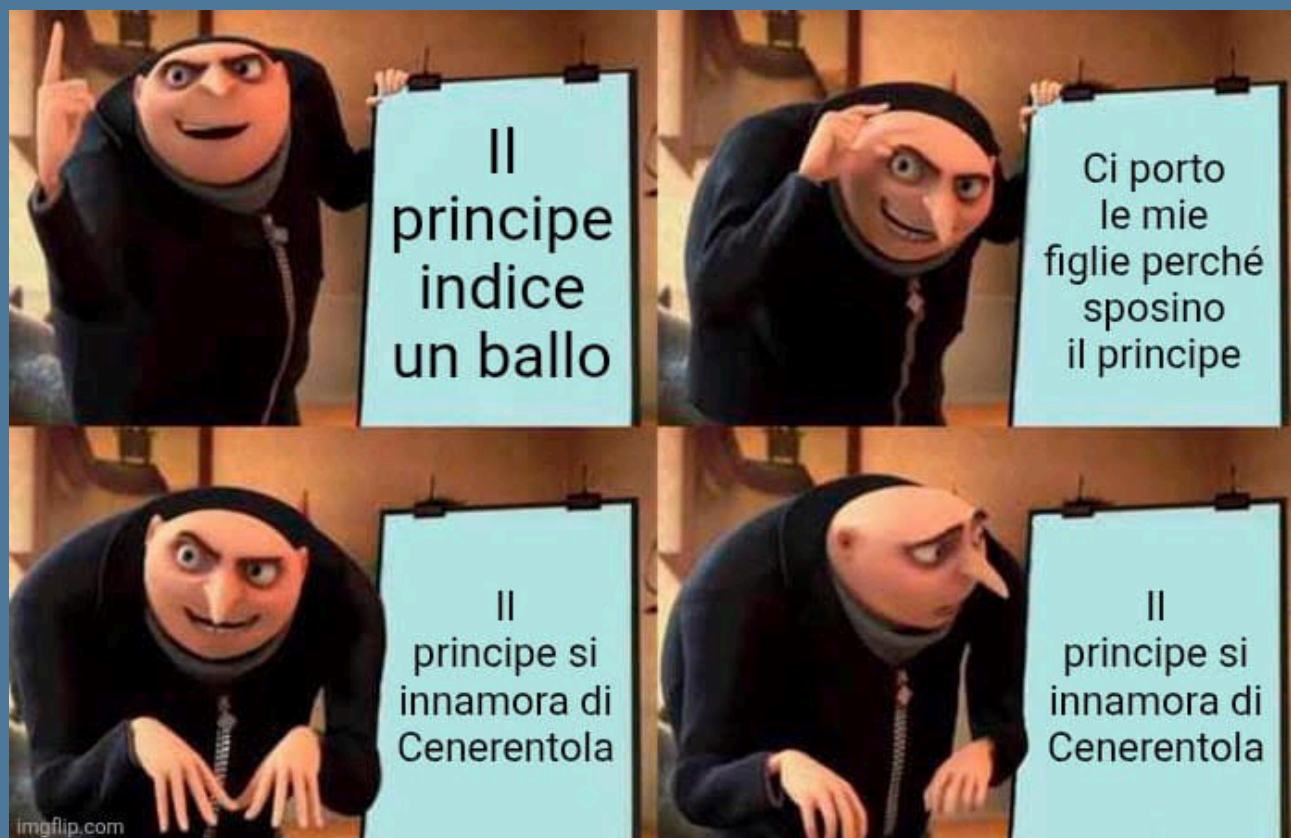 Il
principe
indice
un ballo
Ci porto
le mie
figlie perché
sposino
il principe
Il
principe si
innamora di
Cenerentola
Il
principe si
innamora di
Cenerentola
imgflip.com